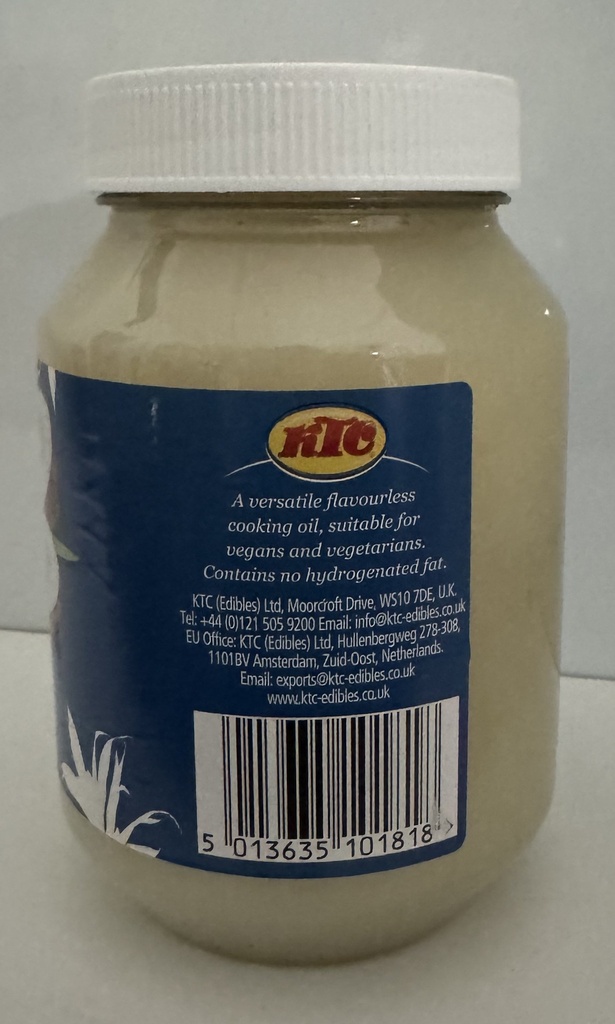 KTC
A versatile flavourless
cooking oil, suitable for
vegans and vegetarians.
Contains no hydrogenated fat.
KTC (Edibles) Ltd, Moorcroft Drive, WS10 7DE, U.K.
Tel: +44 (0)121 505 9200 Email: info@ktc-edibles.co.uk
EU Office: KTC (Edibles) Ltd, Hullenbergweg 278-308,
1101BV Amsterdam, Zuid-Oost, Netherlands.
Email: exports@ktc-edibles.co.uk
www.ktc-edibles.co.uk
5 013635 101818 >